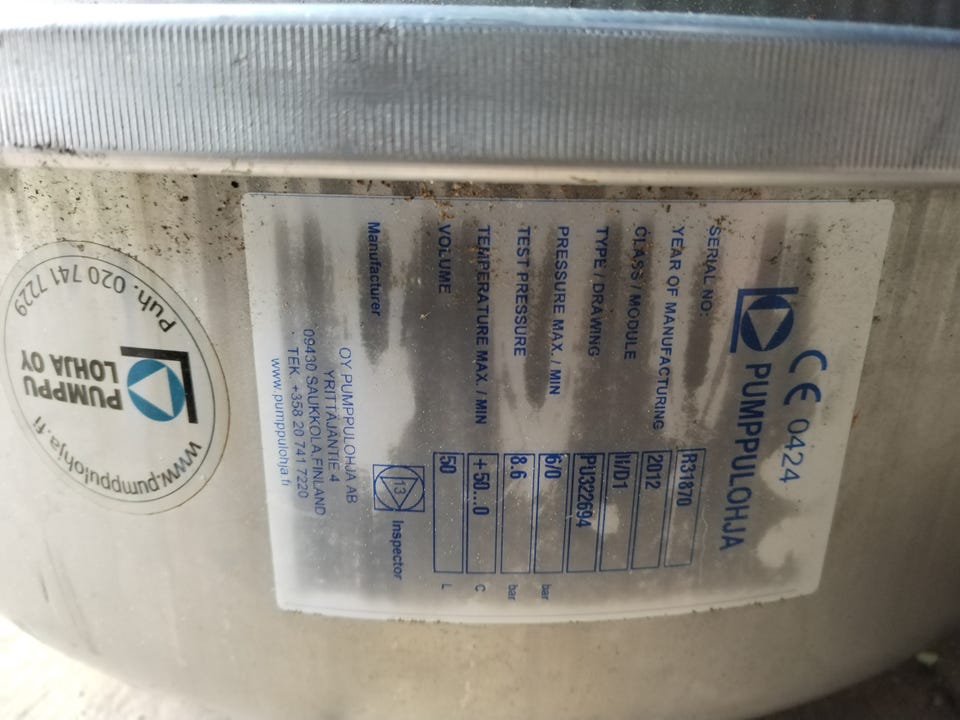 CE 0424
PUMPPULOHJA
SERIAL NO: R31870
YEAR OF MANUFACTURING 2012
CLASS / MODULE II/D1
TYPE / DRAWING PU322694
PRESSURE MAX. / MIN 6/0 bar
TEST PRESSURE 8.6 bar
TEMPERATURE MAX. / MIN +50...0 C
VOLUME 50 L
Manufacturer 13 Inspector
OY PUMPPULOHJA AB
YRITTÄJÄNTIE 4
09430 SAUKKOLA,FINLAND
TEK. +358 20 741 7220
www.pumppulohja.fi
Puh. 020 741 7229
PUMPPU
LOHJA OY
www.pumppulohja.fi